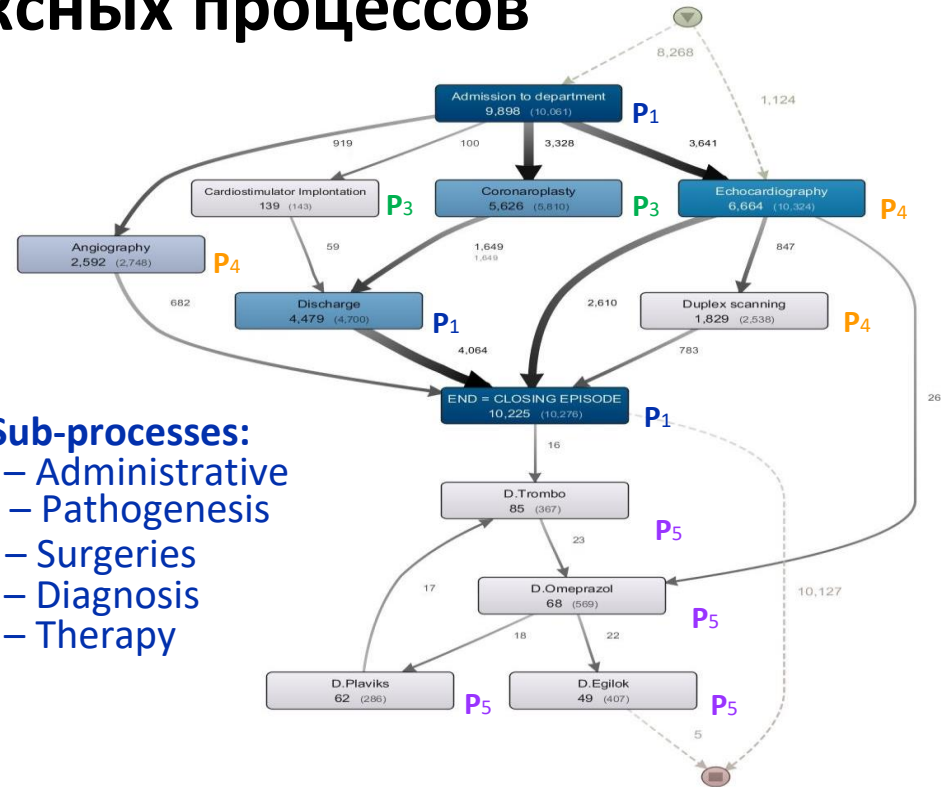 ксных процессов
8,268
1,124
Admission to department
9,898 (10,061)
P1
919
100
3,328
3,641
Cardiostimulator Implontation
139 (143)
P3
Coronaroplasty
5,626 (5,810)
P3
Echocardiography
6,664 (10,324)
P4
Angiography
2,592 (2,748)
P4
59
1,649
1,649
847
682
Discharge
4,479 (4,700)
P1
2,610
Duplex scanning
1,829 (2,538)
P4
4,064
783
END = CLOSING EPISODE
10,225 (10,276)
P1
26
Sub-processes:
– Administrative
– Pathogenesis
– Surgeries
– Diagnosis
– Therapy
16
D.Trombo
85 (367)
P5
23
17
D.Omeprazol
68 (569)
P5
10,127
18
22
D.Plaviks
62 (286)
P5
D.Egilok
49 (407)
P5
5